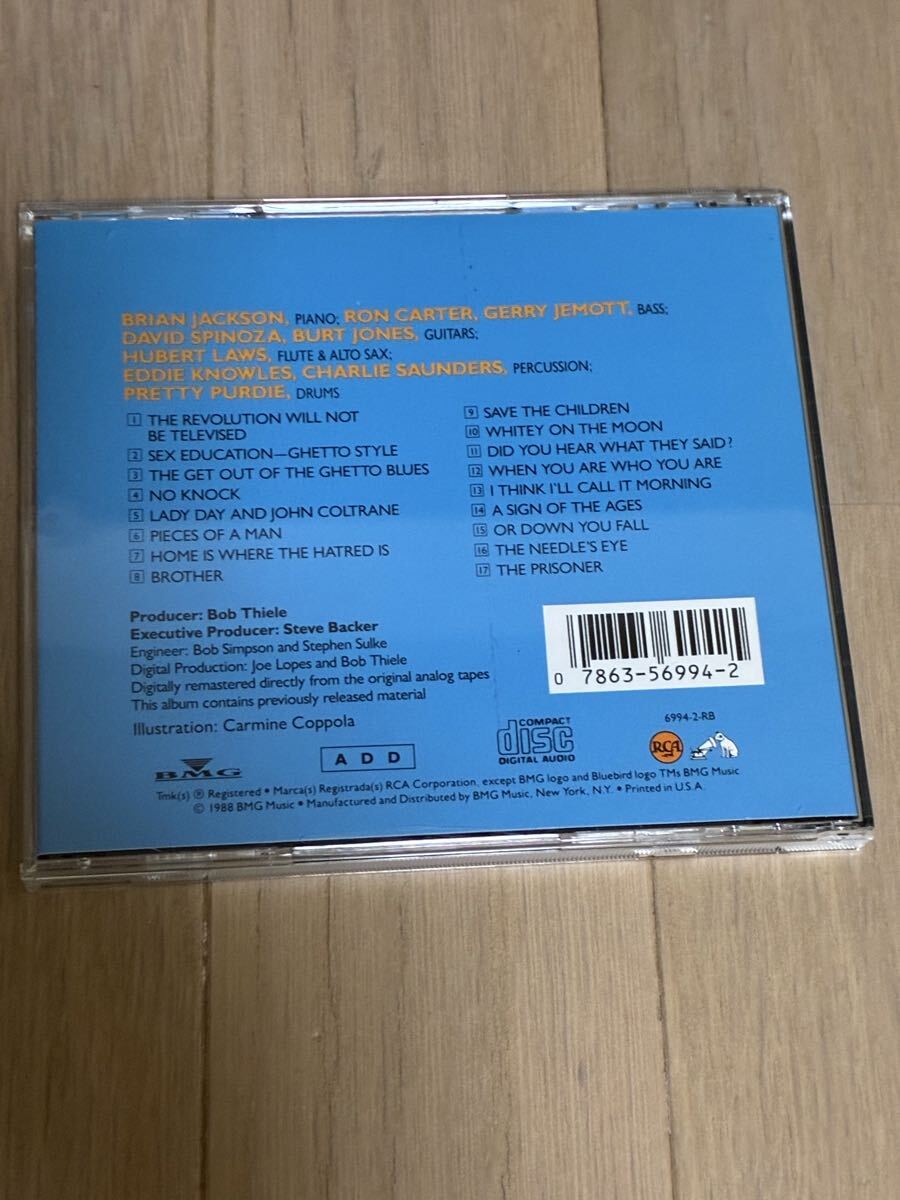 BRIAN JACKSON, PIANO; RON CARTER, GERRY JEMOTT, BASS;
DAVID SPINOZA, BURT JONES, GUITARS;
HUBERT LAWS, FLUTE & ALTO SAX;
EDDIE KNOWLES, CHARLIE SAUNDERS, PERCUSSION;
PRETTY PURDIE, DRUMS
1 THE REVOLUTION WILL NOT
BE TELEVISED
2 SEX EDUCATION—GHETTO STYLE
3 THE GET OUT OF THE GHETTO BLUES
4 NO KNOCK
5 LADY DAY AND JOHN COLTRANE
6 PIECES OF A MAN
7 HOME IS WHERE THE HATRED IS
8 BROTHER
9 SAVE THE CHILDREN
10 WHITEY ON THE MOON
11 DID YOU HEAR WHAT THEY SAID?
12 WHEN YOU ARE WHO YOU ARE
13 I THINK I'LL CALL IT MORNING
14 A SIGN OF THE AGES
15 OR DOWN YOU FALL
16 THE NEEDLE'S EYE
17 THE PRISONER
Producer: Bob Thiele
Executive Producer: Steve Backer
Engineer: Bob Simpson and Stephen Sulke
Digital Production: Joe Lopes and Bob Thiele
Digitally remastered directly from the original analog tapes
This album contains previously released material
Illustration: Carmine Coppola
0 7863-56994-2
6994-2-RB
BMG
A D D
COMPACT
disc
DIGITAL AUDIO
RCA
Tmk(s) ® Registered • Marca(s) Registrada(s) RCA Corporation, except BMG logo and Bluebird logo TMs BMG Music
© 1988 BMG Music • Manufactured and Distributed by BMG Music, New York, N.Y. • Printed in U.S.A.